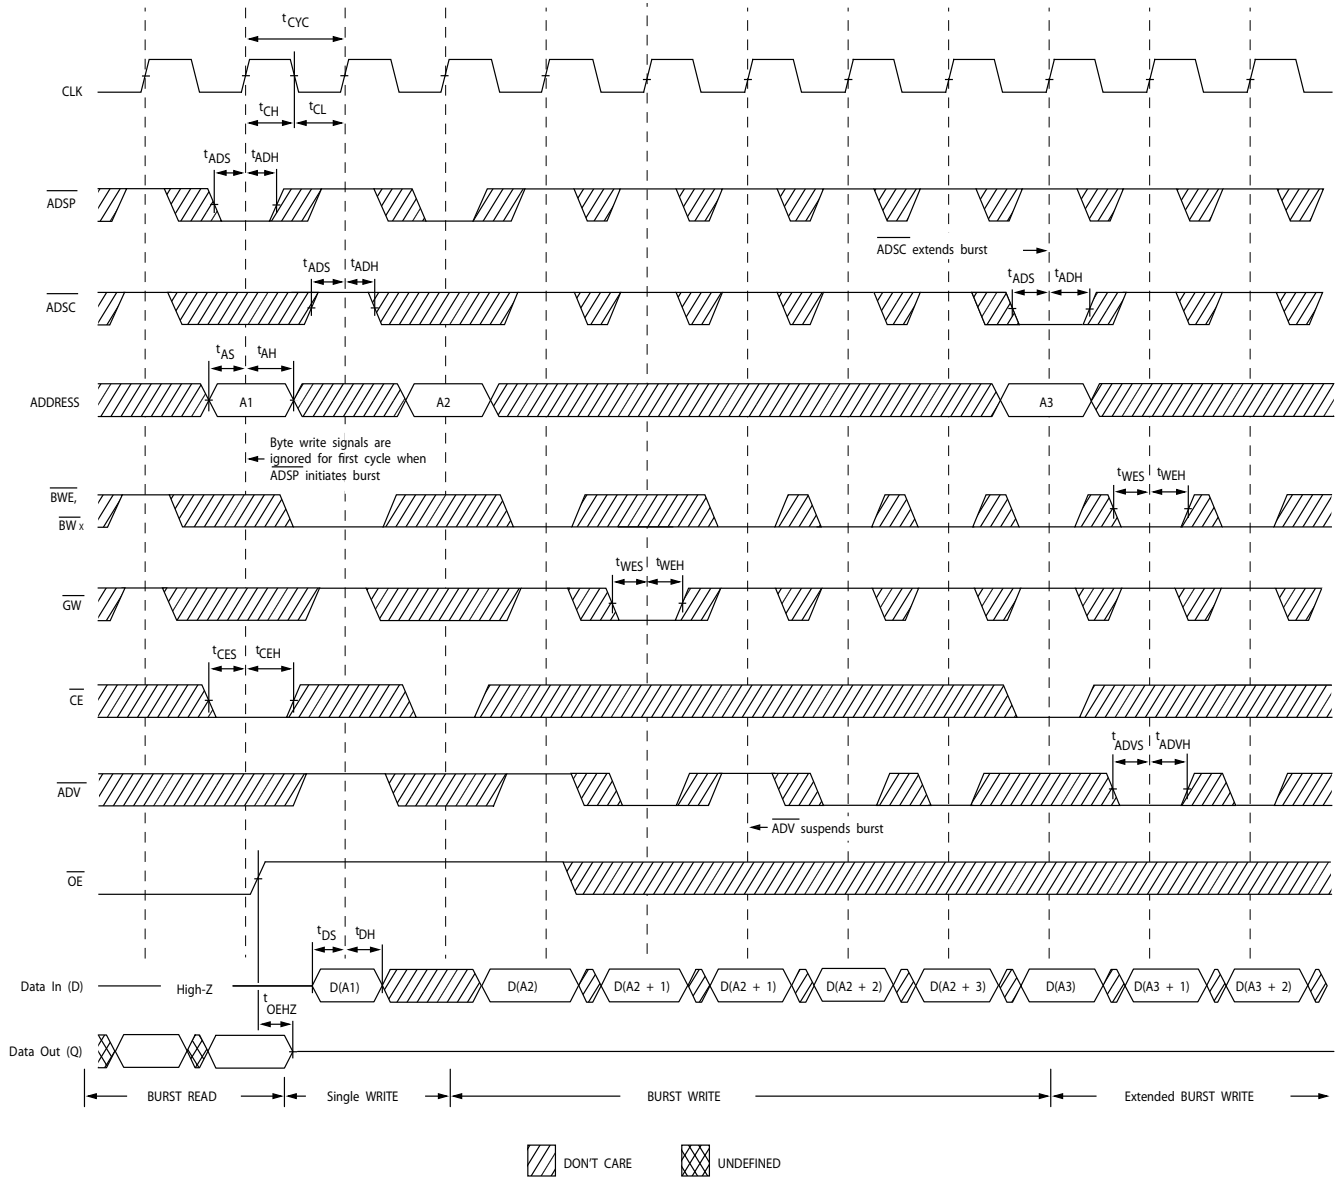 tCYC
CLK
tCH
tCL
tADS
tADH
ADSP
ADSC extends burst
tADS
tADH
tADS
tADH
ADSC
tAS
tAH
ADDRESS
A1
A2
A3
Byte write signals are
ignored for first cycle when
ADSP initiates burst
tWES
tWEH
BWE,
BW X
tWES
tWEH
GW
tCES
tCEH
CE
tADVS
tADVH
ADV
ADV suspends burst
OE
tDS
tDH
Data In (D)
High-Z
D(A1)
D(A2)
D(A2 + 1)
D(A2 + 1)
D(A2 + 2)
D(A2 + 3)
D(A3)
D(A3 + 1)
D(A3 + 2)
tOEHZ
Data Out (Q)
BURST READ
Single WRITE
BURST WRITE
Extended BURST WRITE
DON'T CARE
UNDEFINED